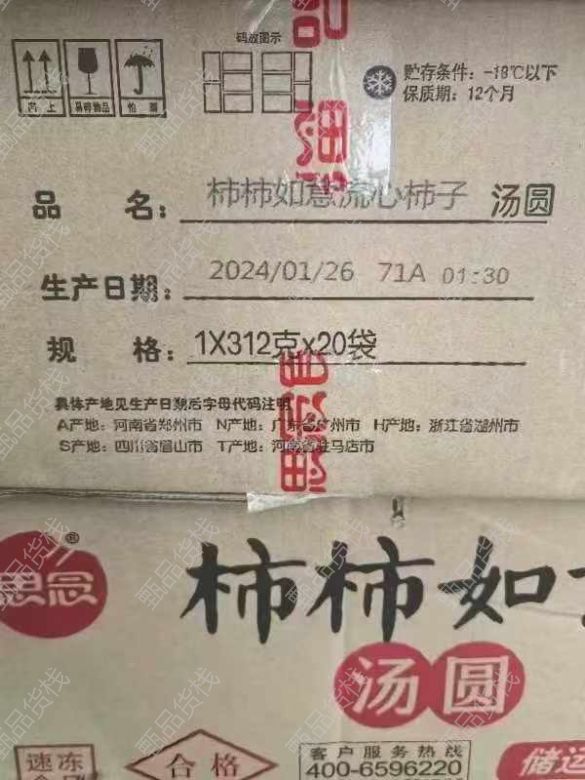 码放图示
向上
易碎物品
怕雨
贮存条件：-18℃以下
保质期：12个月
品名：柿柿如意流心柿子 汤圆
生产日期：2024/01/26 71A 01:30
规格：1X312克x20袋
具体产地见生产日期后字母代码注明
A产地：河南省郑州市 N产地：广东省广州市 H产地：浙江省湖州市
S产地：四川省眉山市 T产地：河南省驻马店市
思念®
柿柿如
汤圆
速冻
合格
客户服务热线
400-6596220
储运
甄品货栈